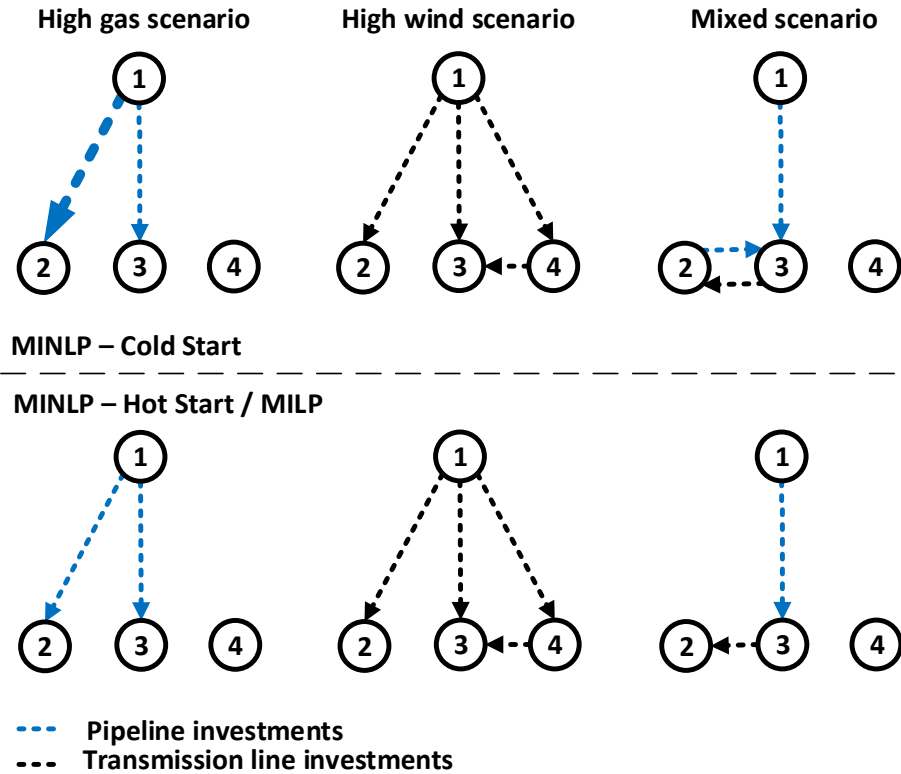 High gas scenario High wind scenario Mixed scenario
1 1 1
2 3 4 2 3 4 2 3 4
MINLP – Cold Start
MINLP – Hot Start / MILP
1 1 1
2 3 4 2 3 4 2 3 4
Pipeline investments
Transmission line investments